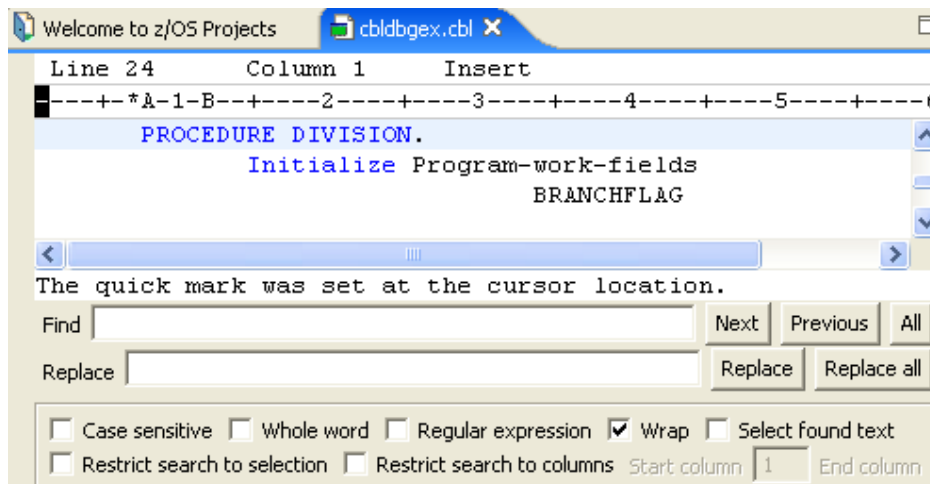 Welcome to z/OS Projects cbldbgex.cbl
Line 24 Column 1 Insert
----+-*A-1-B--+----2----+----3----+----4----+----5----+----6
PROCEDURE DIVISION.
Initialize Program-work-fields
BRANCHFLAG
The quick mark was set at the cursor location.
Find Next Previous All
Replace Replace Replace all
Case sensitive Whole word Regular expression Wrap Select found text
Restrict search to selection Restrict search to columns Start column 1 End column